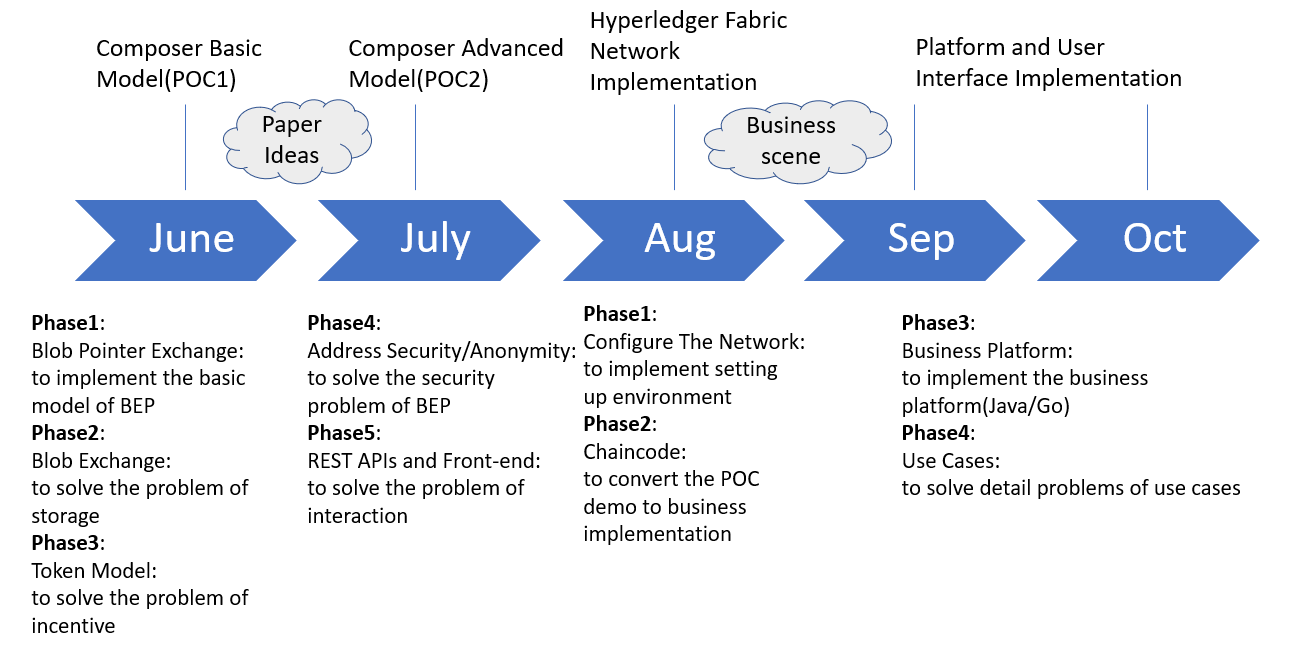 Composer Basic
Model(POC1)
Composer Advanced
Model(POC2)
Hyperledger Fabric
Network
Implementation
Platform and User
Interface Implementation
Paper
Ideas
Business
scene
June
July
Aug
Sep
Oct
Phase1:
Blob Pointer Exchange:
to implement the basic
model of BEP
Phase2:
Blob Exchange:
to solve the problem of
storage
Phase3:
Token Model:
to solve the problem of
incentive
Phase4:
Address Security/Anonymity:
to solve the security
problem of BEP
Phase5:
REST APIs and Front-end:
to solve the problem of
interaction
Phase1:
Configure The Network:
to implement setting
up environment
Phase2:
Chaincode:
to convert the POC
demo to business
implementation
Phase3:
Business Platform:
to implement the business
platform(Java/Go)
Phase4:
Use Cases:
to solve detail problems of use cases